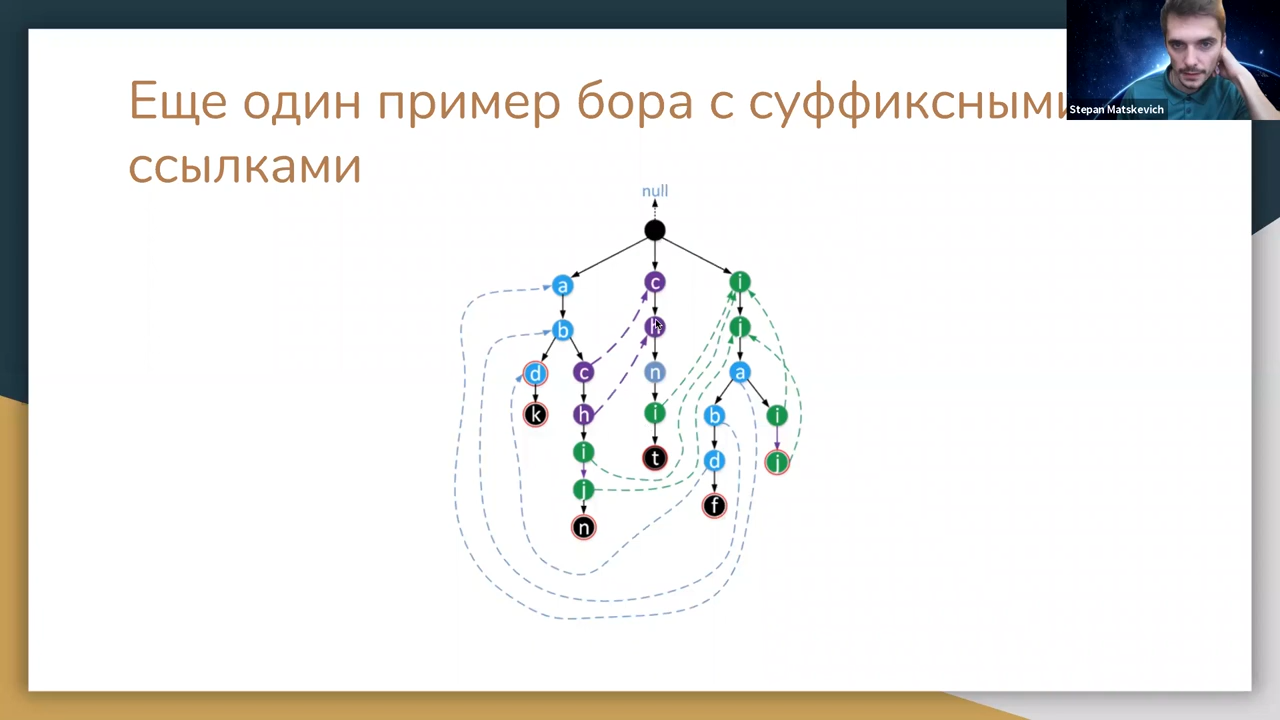 Еще один пример бора с суффиксными
ссылками
Stepan Matskevich
null
a c i
b h j
d c n a
k h i b i
i t d j
j f
n